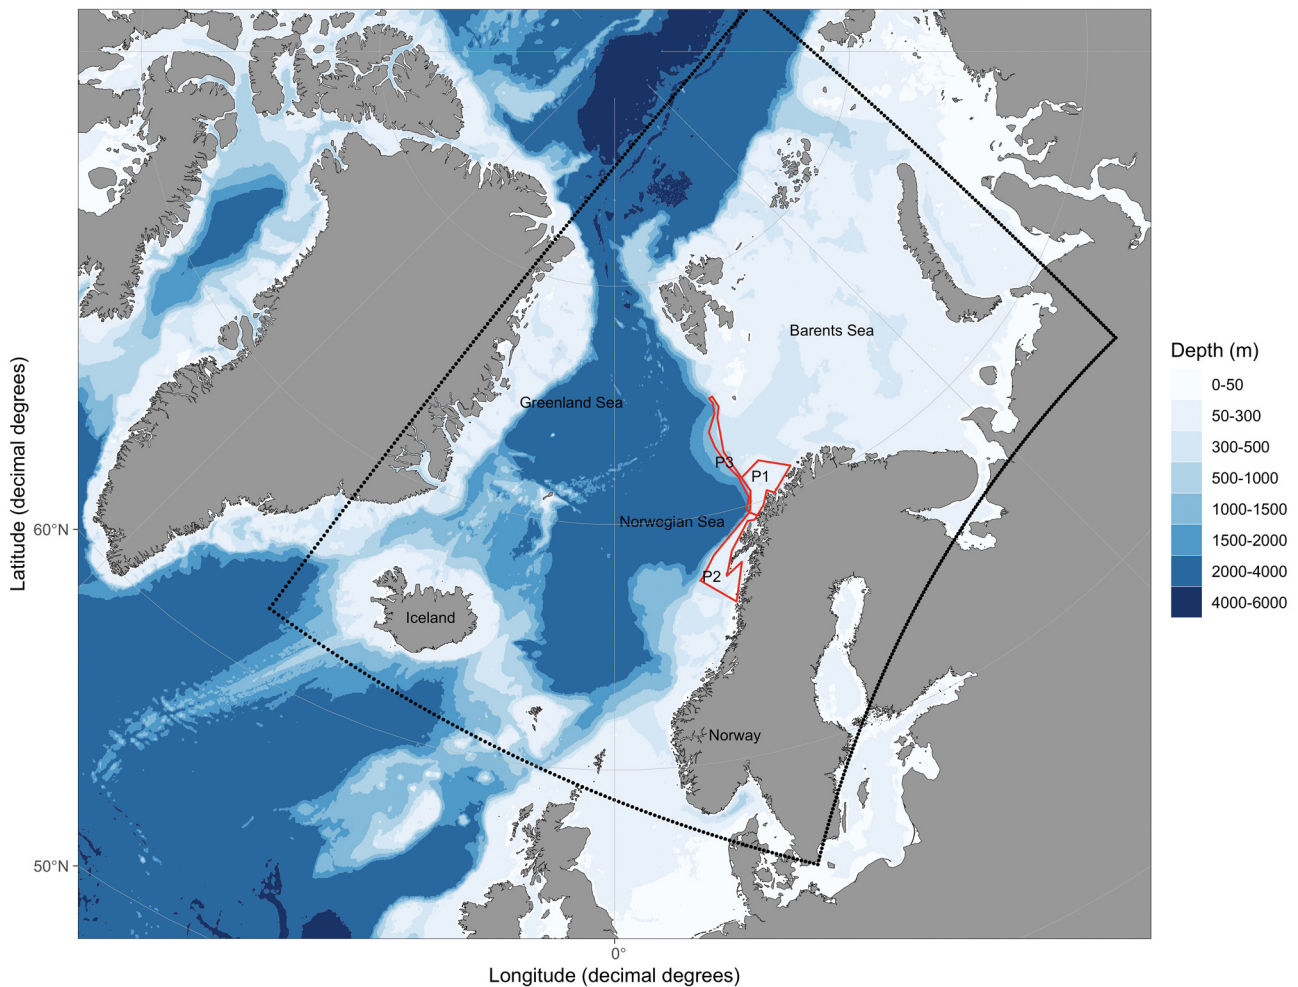 Barents Sea
Greenland Sea
P3
P1
Norwegian Sea
P2
Iceland
Norway
60°N
50°N
0°
Latitude (decimal degrees)
Longitude (decimal degrees)
Depth (m)
0-50
50-300
300-500
500-1000
1000-1500
1500-2000
2000-4000
4000-6000